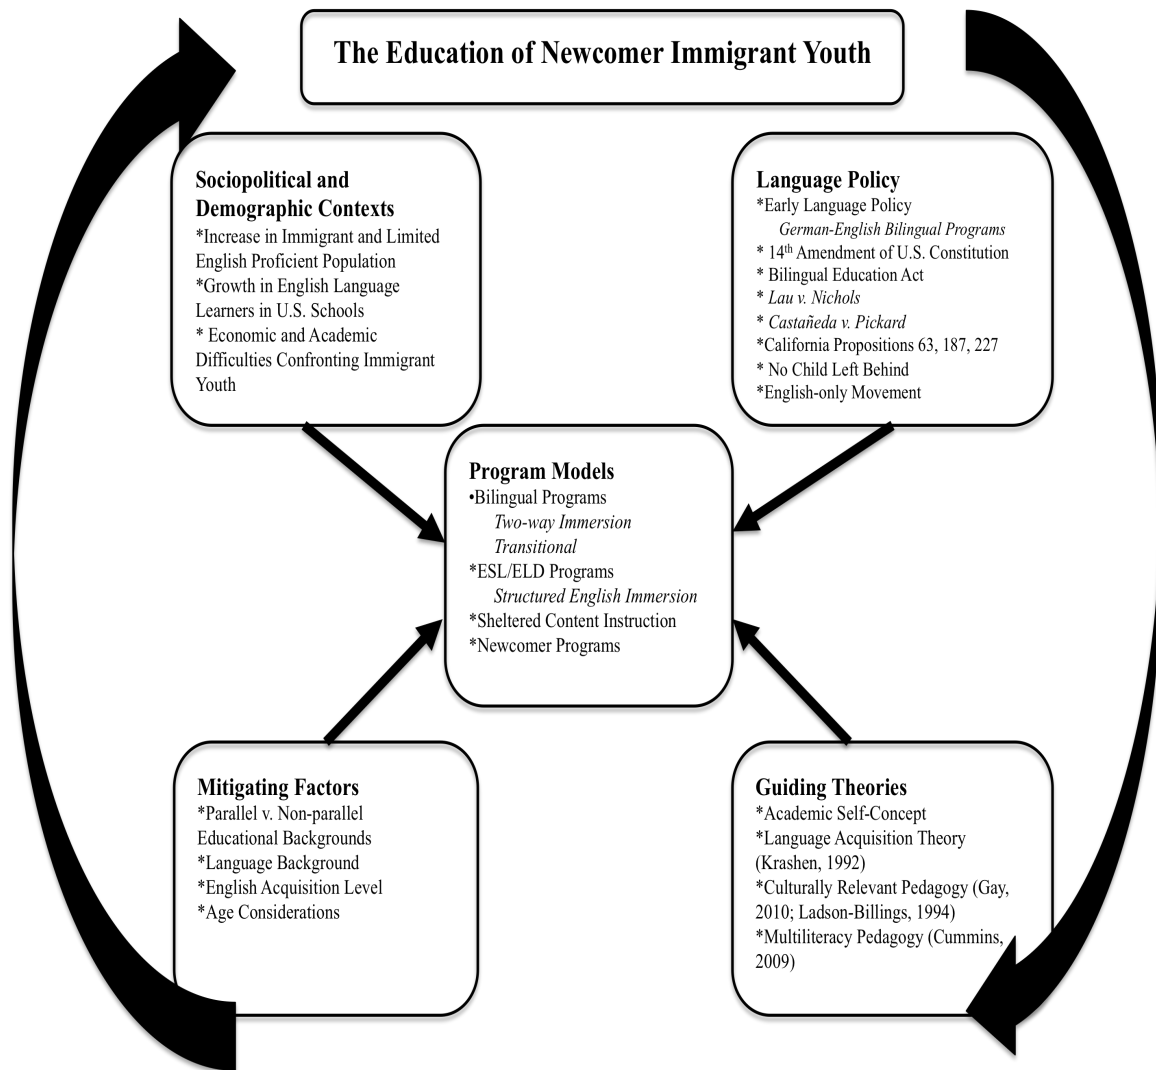 The Education of Newcomer Immigrant Youth
Sociopolitical and
Demographic Contexts
*Increase in Immigrant and Limited
English Proficient Population
*Growth in English Language
Learners in U.S. Schools
* Economic and Academic
Difficulties Confronting Immigrant
Youth
Language Policy
*Early Language Policy
German-English Bilingual Programs
* 14th Amendment of U.S. Constitution
* Bilingual Education Act
* Lau v. Nichols
* Castañeda v. Pickard
*California Propositions 63, 187, 227
* No Child Left Behind
*English-only Movement
Program Models
•Bilingual Programs
Two-way Immersion
Transitional
*ESL/ELD Programs
Structured English Immersion
*Sheltered Content Instruction
*Newcomer Programs
Mitigating Factors
*Parallel v. Non-parallel
Educational Backgrounds
*Language Background
*English Acquisition Level
*Age Considerations
Guiding Theories
*Academic Self-Concept
*Language Acquisition Theory
(Krashen, 1992)
*Culturally Relevant Pedagogy (Gay,
2010; Ladson-Billings, 1994)
*Multiliteracy Pedagogy (Cummins,
2009)